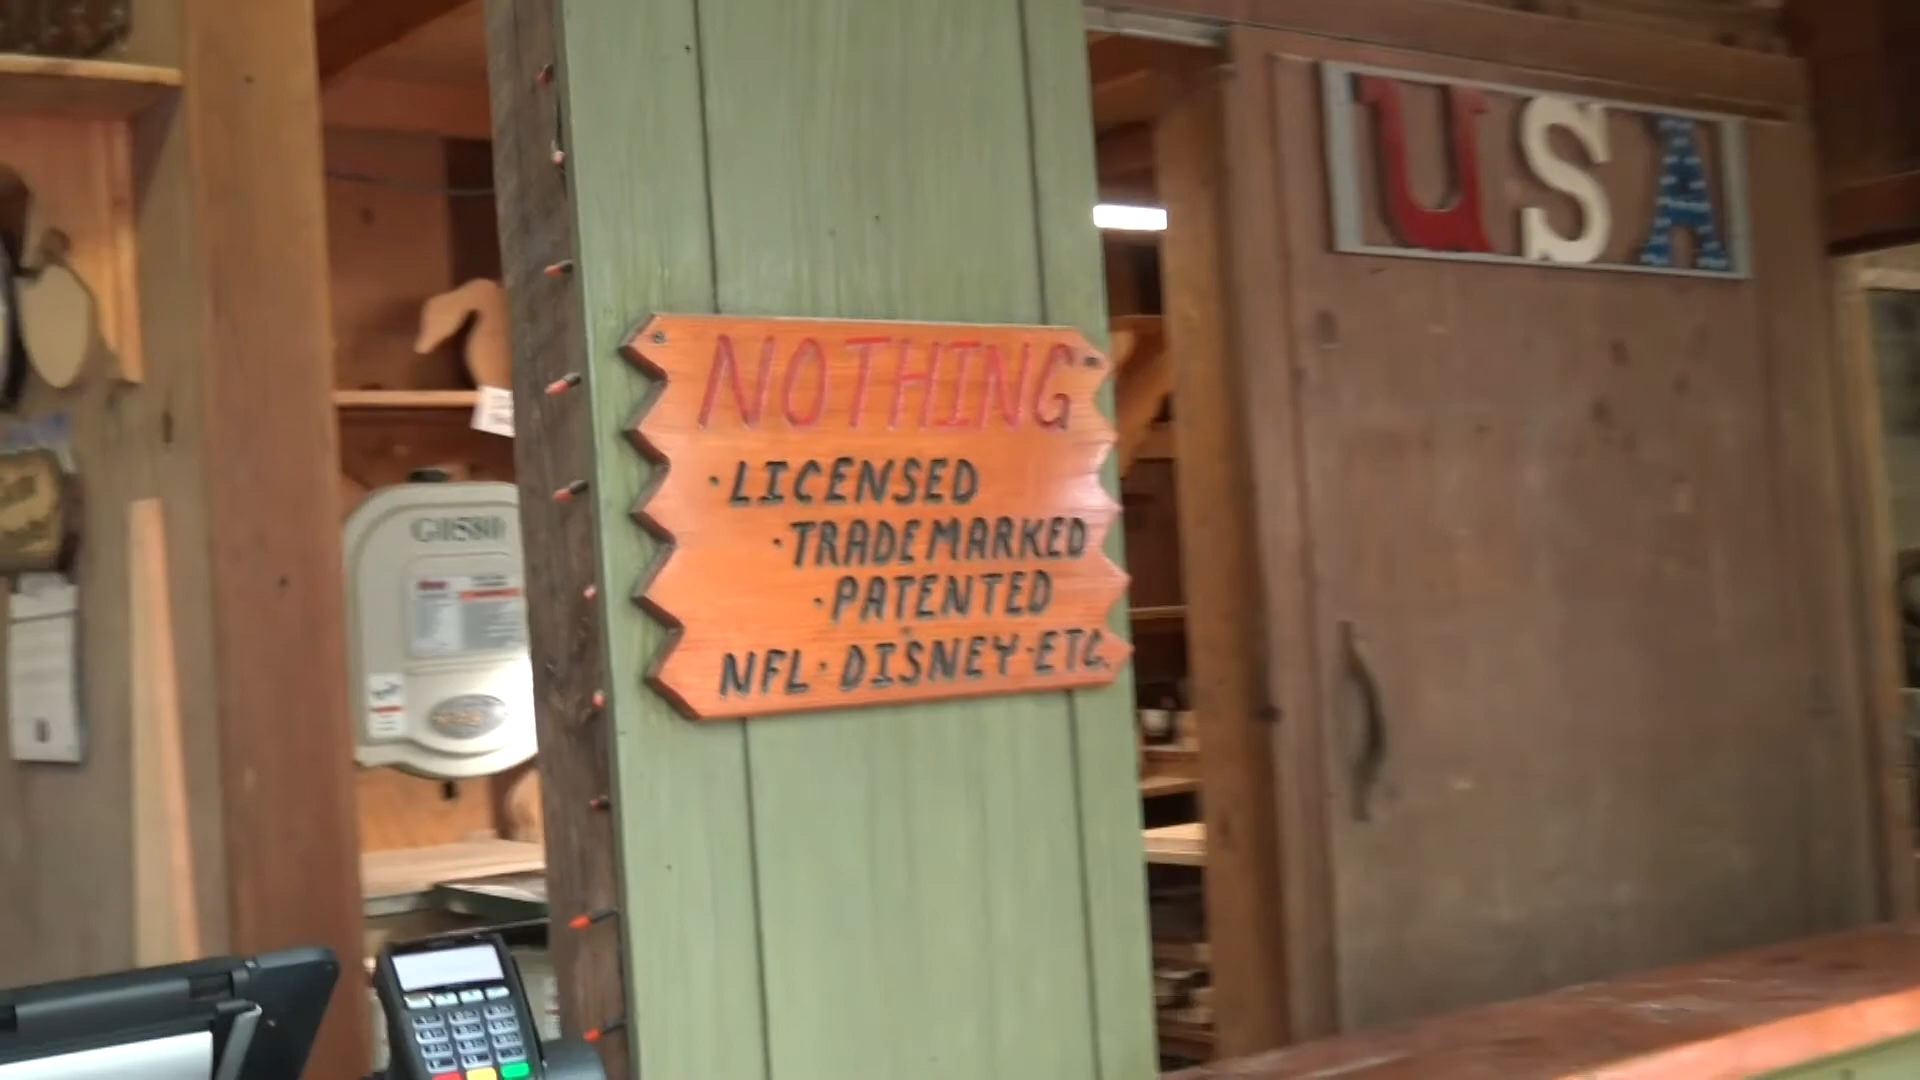 USA
NOTHING
·LICENSED
·TRADEMARKED
·PATENTED
NFL·DISNEY·ETC.
G0580